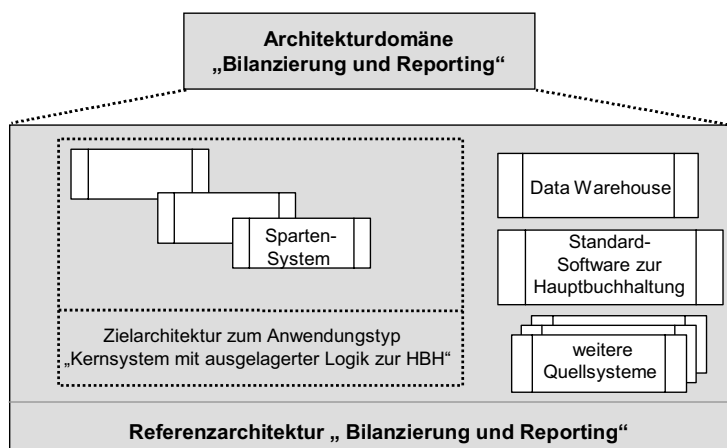 Architekturdomäne
„Bilanzierung und Reporting“
Sparten-
System
Zielarchitektur zum Anwendungstyp
„Kernsystem mit ausgelagerter Logik zur HBH“
Data Warehouse
Standard-
Software zur
Hauptbuchhaltung
weitere
Quellsysteme
Referenzarchitektur „ Bilanzierung und Reporting“